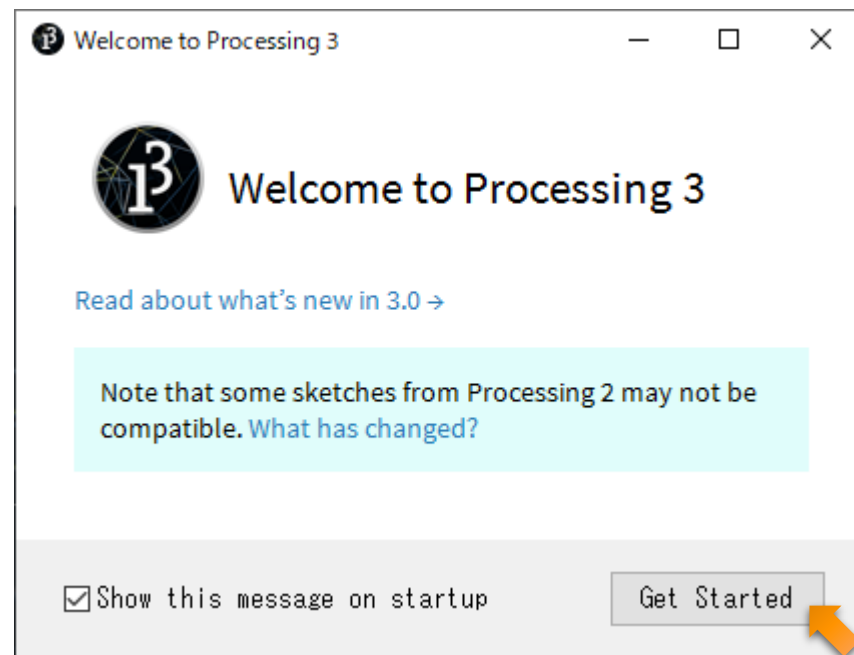 Welcome to Processing 3
Welcome to Processing 3
Read about what's new in 3.0 →
Note that some sketches from Processing 2 may not be
compatible. What has changed?
Show this message on startup
Get Started